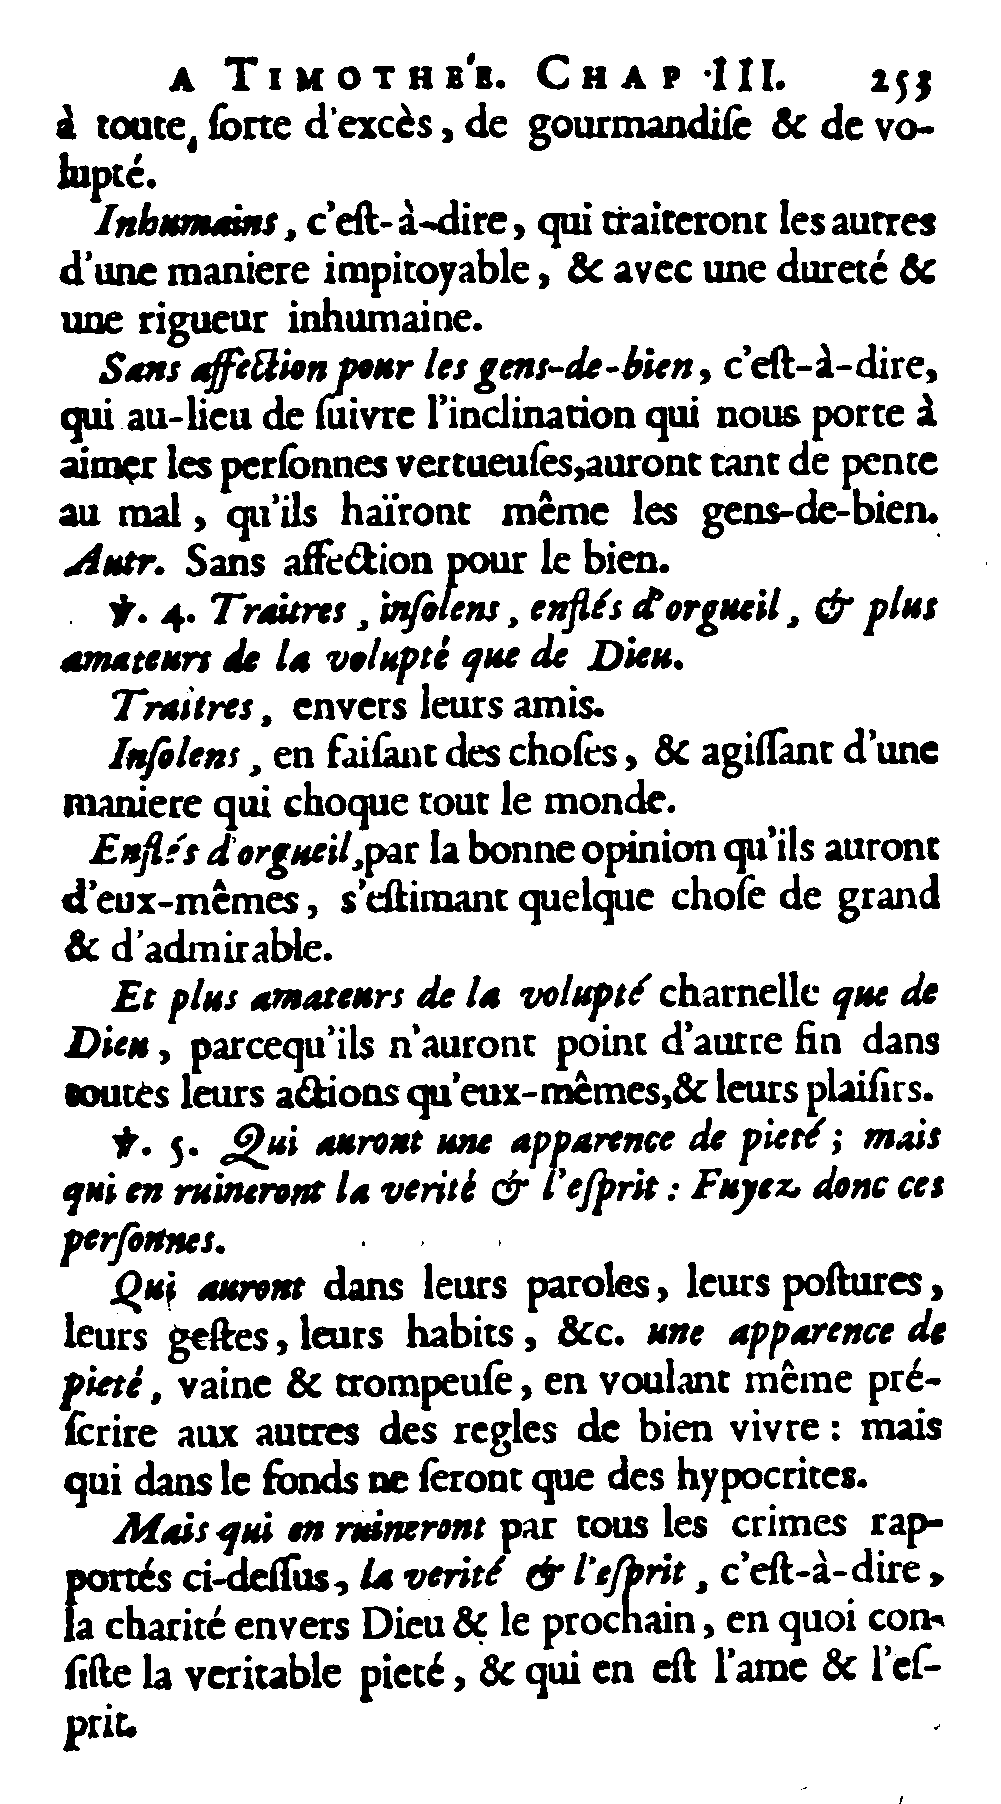 A TIMOTHE'E. CHAP III. 253
à toute, ſorte d'excès, de gourmandiſe & de vo-
lupté.
Inhumains, c'eſt-à-dire, qui traiteront les autres
d'une maniere impitoyable, & avec une dureté &
une rigueur inhumaine.
Sans affection pour les gens-de-bien, c'eſt-à-dire,
qui au-lieu de ſuivre l'inclination qui nous porte à
aimer les perſonnes vertueuſes, auront tant de pente
au mal, qu'ils haïront même les gens-de-bien.
Autr. Sans affection pour le bien.
℣. 4. Traitres, inſolens, enflés d'orgueil, & plus
amateurs de la volupté que de Dieu.
Traitres, envers leurs amis.
Inſolens, en faiſant des choſes, & agiſſant d'une
maniere qui choque tout le monde.
Enflés d'orgueil, par la bonne opinion qu'ils auront
d'eux-mêmes, s'eſtimant quelque choſe de grand
& d'admirable.
Et plus amateurs de la volupté charnelle que de
Dieu, parcequ'ils n'auront point d'autre fin dans
toutes leurs actions qu'eux-mêmes, & leurs plaiſirs.
℣. 5. Qui auront une apparence de pieté; mais
qui en ruineront la verité & l'eſprit: Fuyez donc ces
perſonnes.
Qui auront dans leurs paroles, leurs poſtures,
leurs geſtes, leurs habits, &c. une apparence de
pieté, vaine & trompeuſe, en voulant même pré-
ſcrire aux autres des regles de bien vivre: mais
qui dans le fonds ne ſeront que des hypocrites.
Mais qui en ruineront par tous les crimes rap-
portés ci-deſſus, la verité & l'eſprit, c'eſt-à-dire,
la charité envers Dieu & le prochain, en quoi con-
ſiſte la veritable pieté, & qui en eſt l'ame & l'eſ-
prit.